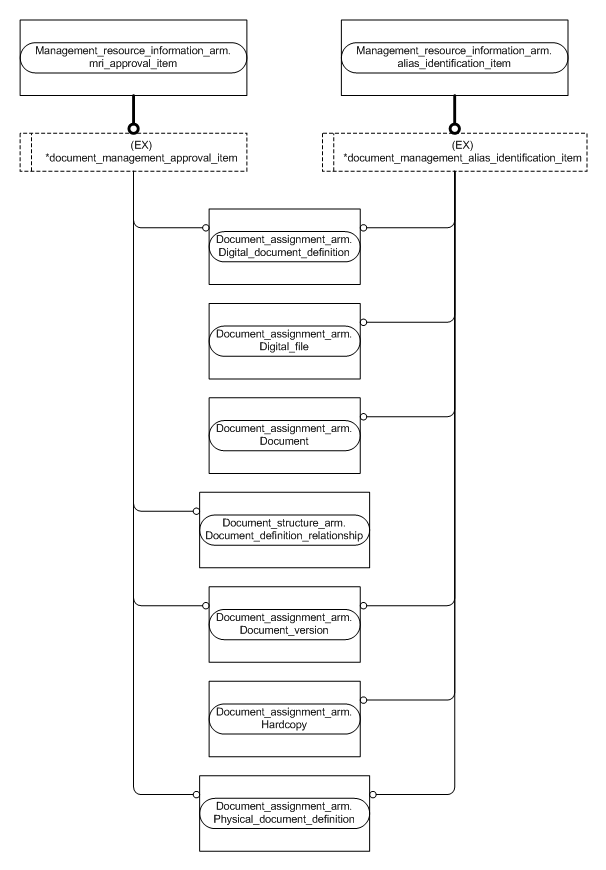 Management_resource_information_arm.
mri_approval_item
Management_resource_information_arm.
alias_identification_item
(EX)
*document_management_approval_item
(EX)
*document_management_alias_identification_item
Document_assignment_arm.
Digital_document_definition
Document_assignment_arm.
Digital_file
Document_assignment_arm.
Document
Document_structure_arm.
Document_definition_relationship
Document_assignment_arm.
Document_version
Document_assignment_arm.
Hardcopy
Document_assignment_arm.
Physical_document_definition